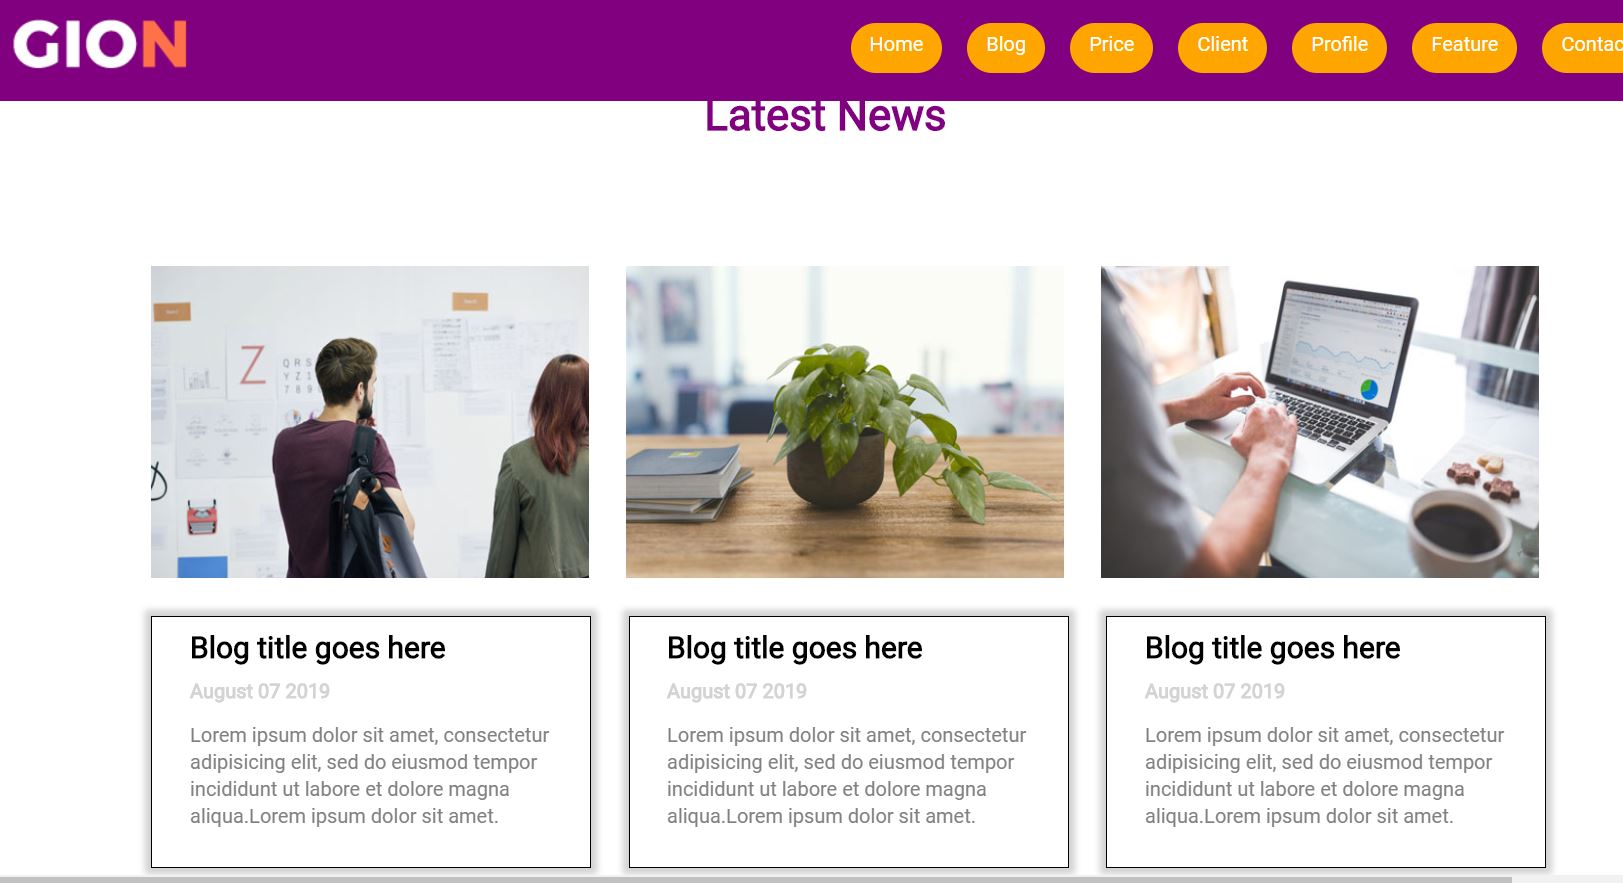 GION
Home Blog Price Client Profile Feature Contac
Latest News
Z
QRS
YZ
789
Blog title goes here
August 07 2019
Lorem ipsum dolor sit amet, consectetur
adipisicing elit, sed do eiusmod tempor
incididunt ut labore et dolore magna
aliqua.Lorem ipsum dolor sit amet.
Blog title goes here
August 07 2019
Lorem ipsum dolor sit amet, consectetur
adipisicing elit, sed do eiusmod tempor
incididunt ut labore et dolore magna
aliqua.Lorem ipsum dolor sit amet.
Blog title goes here
August 07 2019
Lorem ipsum dolor sit amet, consectetur
adipisicing elit, sed do eiusmod tempor
incididunt ut labore et dolore magna
aliqua.Lorem ipsum dolor sit amet.